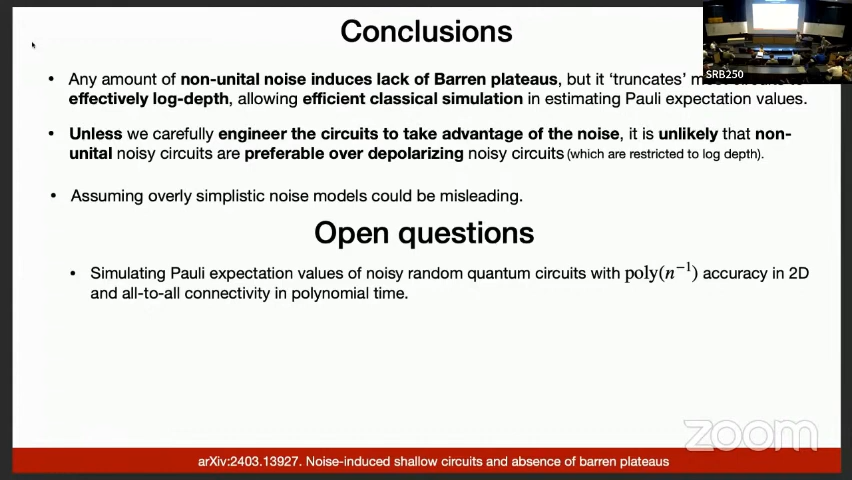 Conclusions
SRB250
• Any amount of non-unital noise induces lack of Barren plateaus, but it ‘truncates’
effectively log-depth, allowing efficient classical simulation in estimating Pauli expectation values.
• Unless we carefully engineer the circuits to take advantage of the noise, it is unlikely that non-
unital noisy circuits are preferable over depolarizing noisy circuits (which are restricted to log depth).
• Assuming overly simplistic noise models could be misleading.
Open questions
• Simulating Pauli expectation values of noisy random quantum circuits with poly(n⁻¹) accuracy in 2D
and all-to-all connectivity in polynomial time.
zoom
arXiv:2403.13927. Noise-induced shallow circuits and absence of barren plateaus